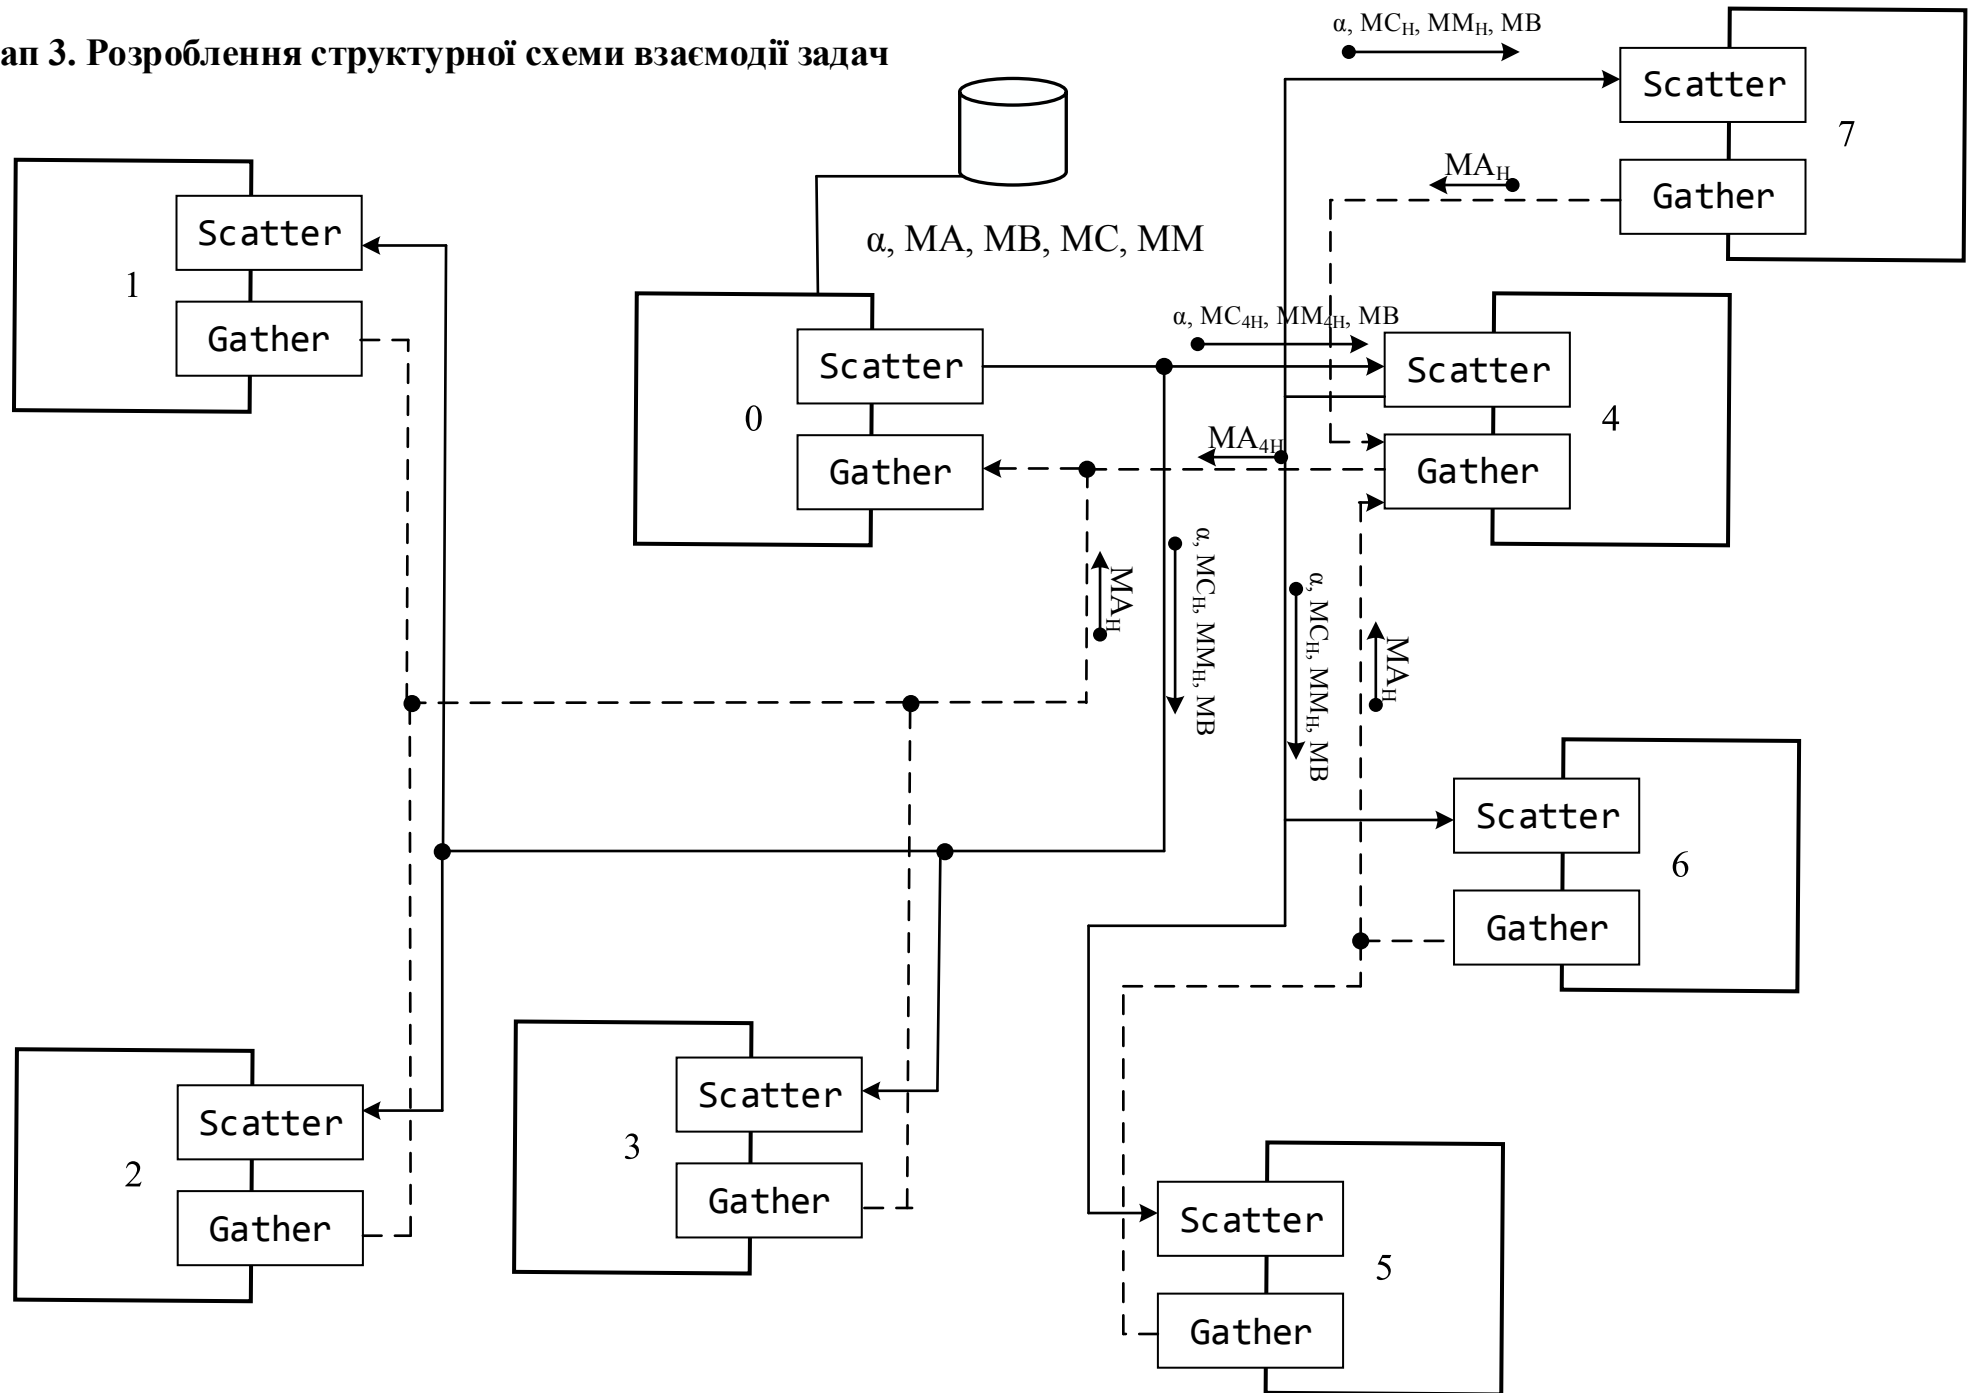 ап 3. Розроблення структурної схеми взаємодії задач
α, MCH, MMH, MB
Scatter
7
Gather
MAH
1
Scatter
Gather
α, MA, MB, MC, MM
0
Scatter
Gather
α, MC4H, MM4H, MB
Scatter
4
Gather
MA4H
MAH
α, MCH, MMH, MB
α, MCH, MMH, MB
MAH
Scatter
6
Gather
2
Scatter
Gather
3
Scatter
Gather
Scatter
5
Gather